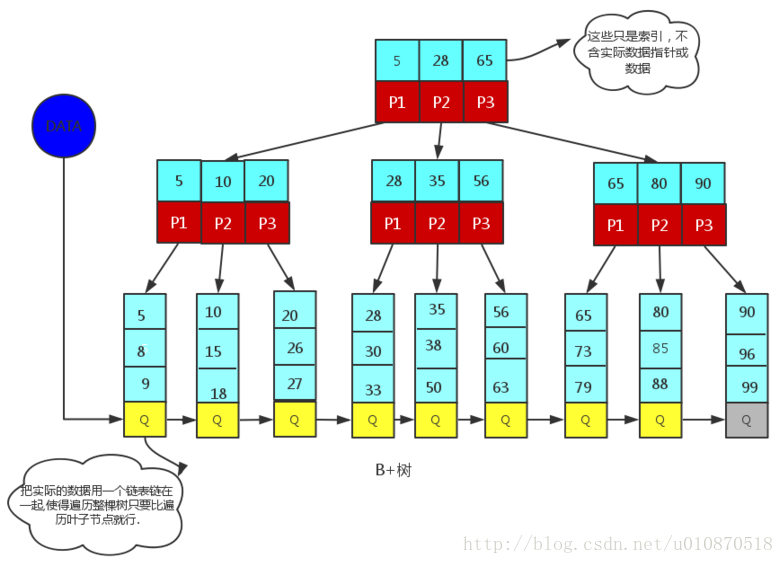 这些只是索引，不
含实际数据指针或
数据
5 28 65
P1 P2 P3
DATA
5 10 20
P1 P2 P3
28 35 56
P1 P2 P3
65 80 90
P1 P2 P3
5 10 20 28 35 56 65 80 90
8 15 26 30 38 60 73 85 96
9 18 27 33 50 63 79 88 99
Q Q Q Q Q Q Q Q Q
B+树
把实际的数据用一个链表链在
一起,使得遍历整棵树只要比遍
历叶子节点就行.
http://blog.csdn.net/u010870518